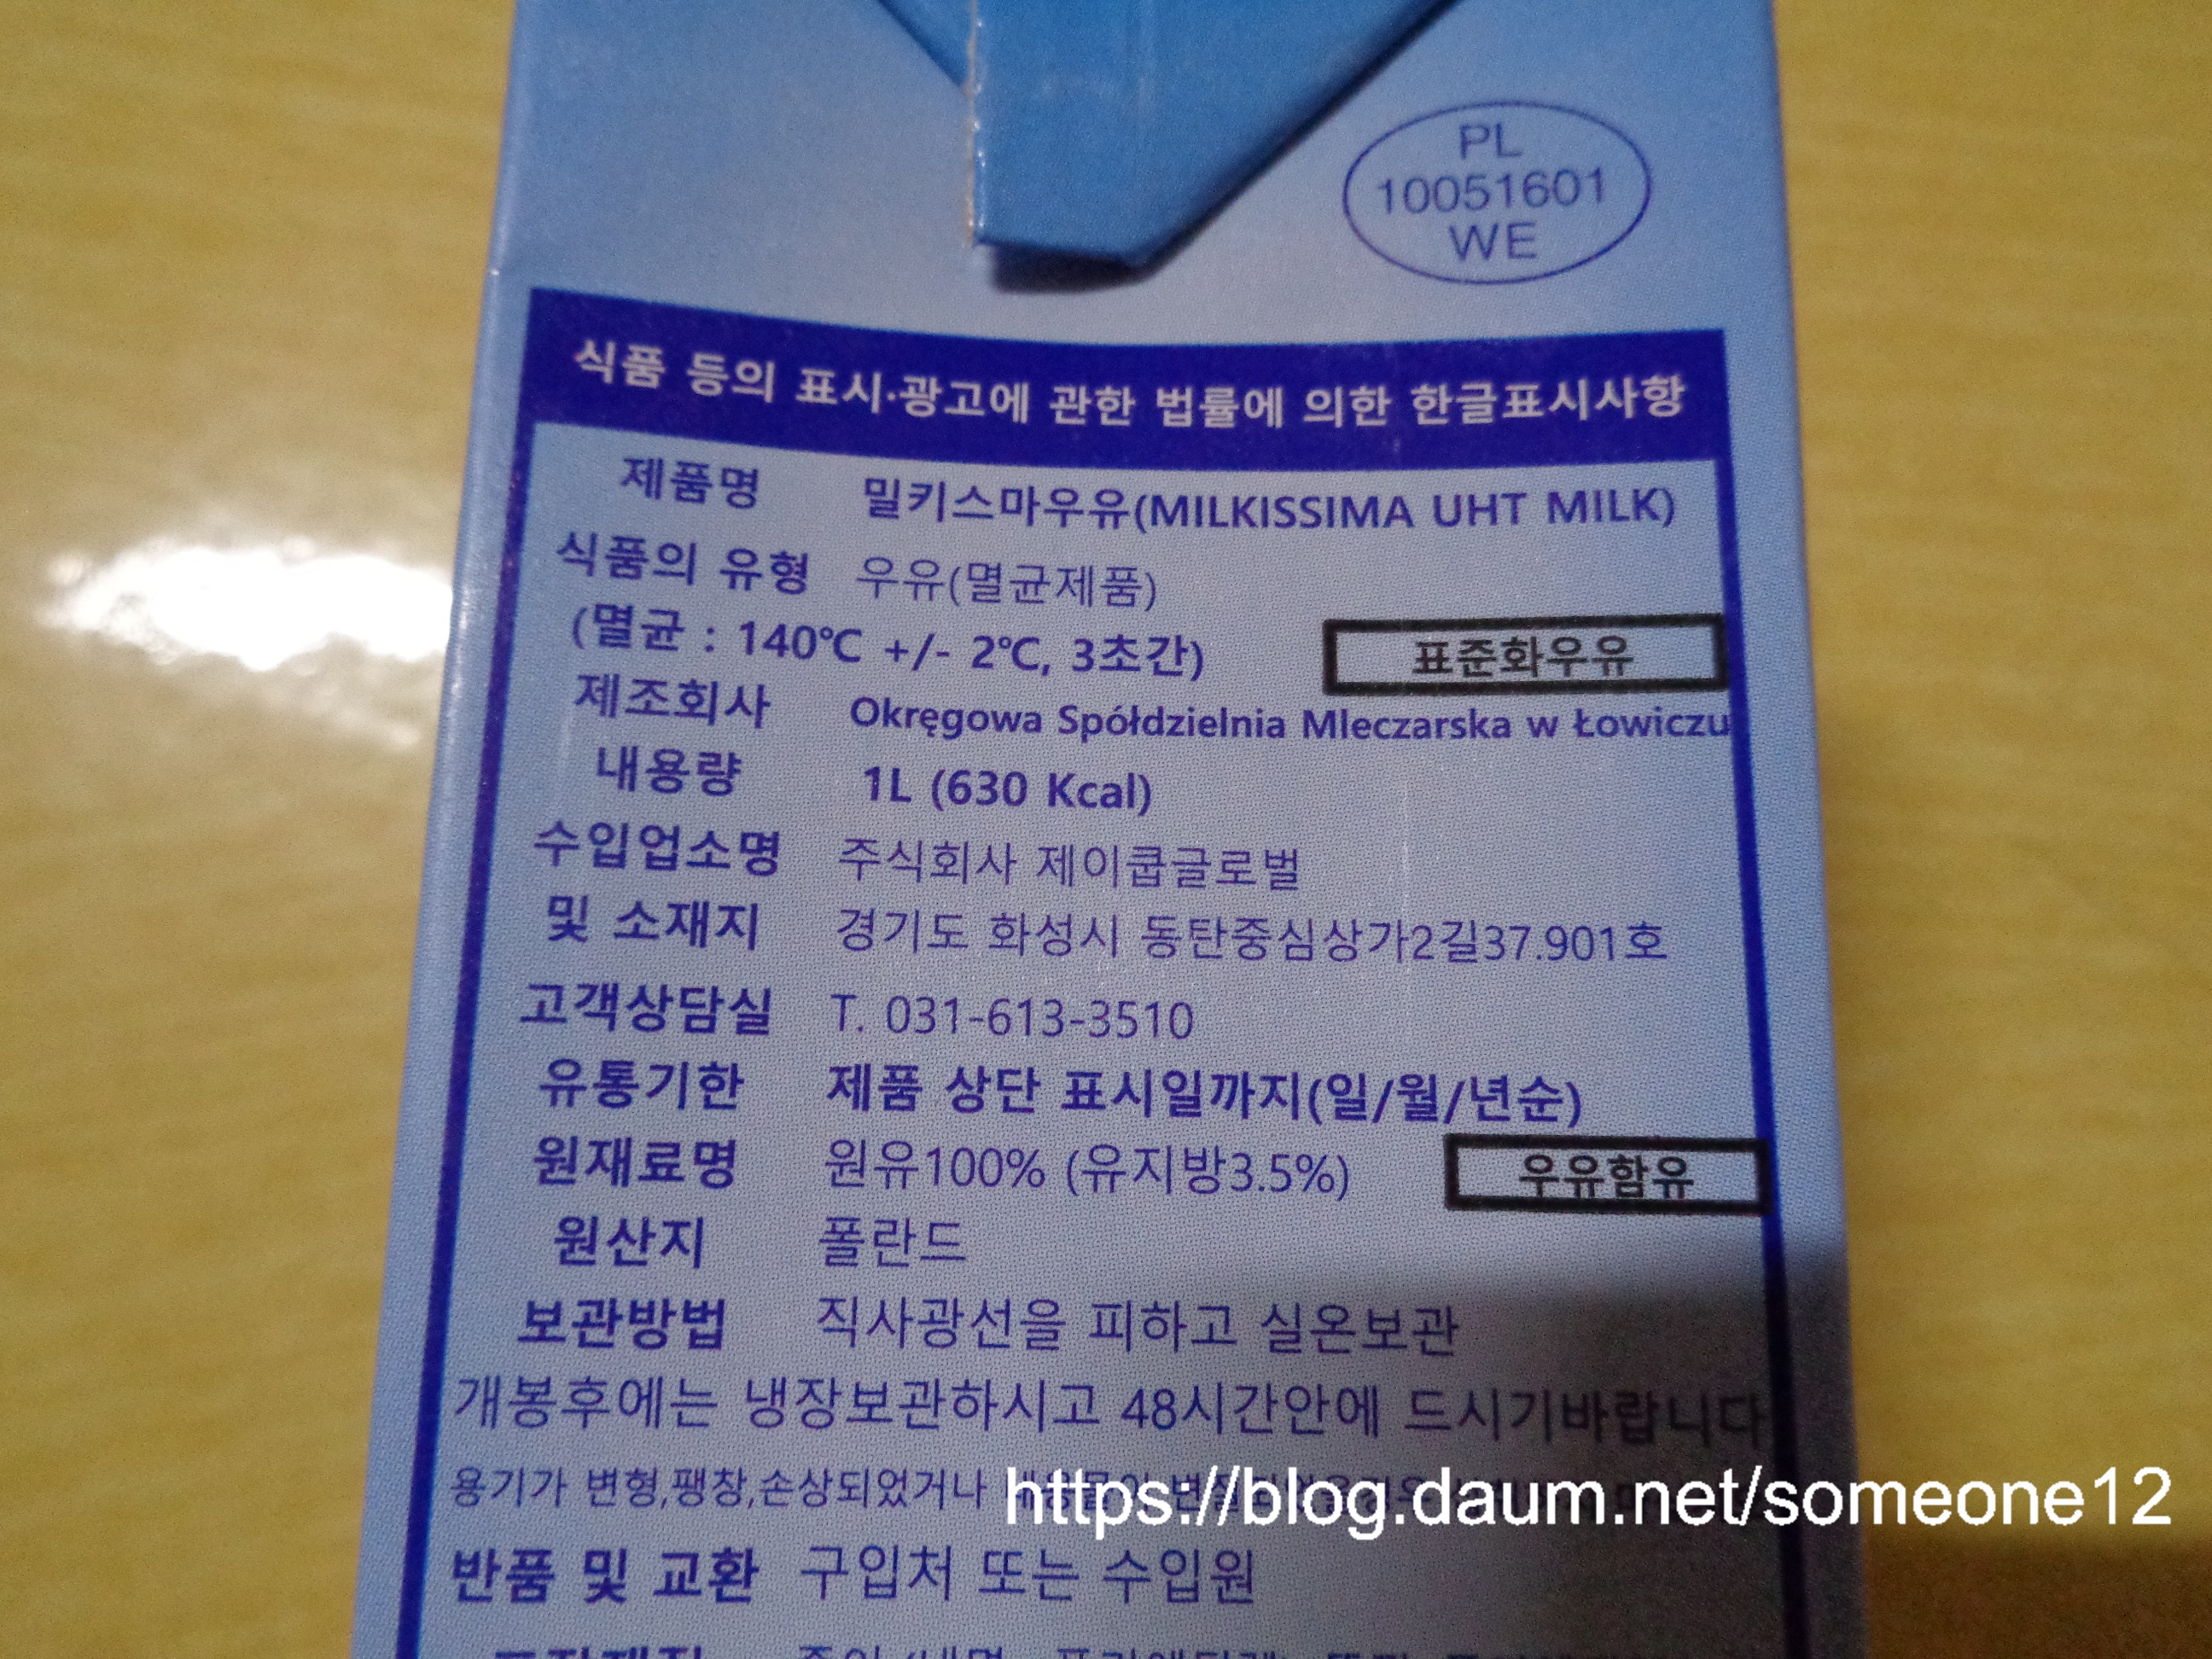 PL
10051601
WE
식품 등의 표시·광고에 관한 법률에 의한 한글표시사항
제품명 밀키스마우유(MILKISSIMA UHT MILK)
식품의 유형 우유(멸균제품)
(멸균 : 140℃ +/- 2℃, 3초간) 표준화우유
제조회사 Okręgowa Spółdzielnia Mleczarska w Łowiczu
내용량 1L (630 Kcal)
수입업소명 주식회사 제이쿱글로벌
및 소재지 경기도 화성시 동탄중심상가2길37.901호
고객상담실 T. 031-613-3510
유통기한 제품 상단 표시일까지(일/월/년순)
원재료명 원유100% (유지방3.5%) 우유함유
원산지 폴란드
보관방법 직사광선을 피하고 실온보관
개봉후에는 냉장보관하시고 48시간안에 드시기바랍니다
용기가 변형,팽창,손상되었거나
https://blog.daum.net/someone12
반품 및 교환 구입처 또는 수입원